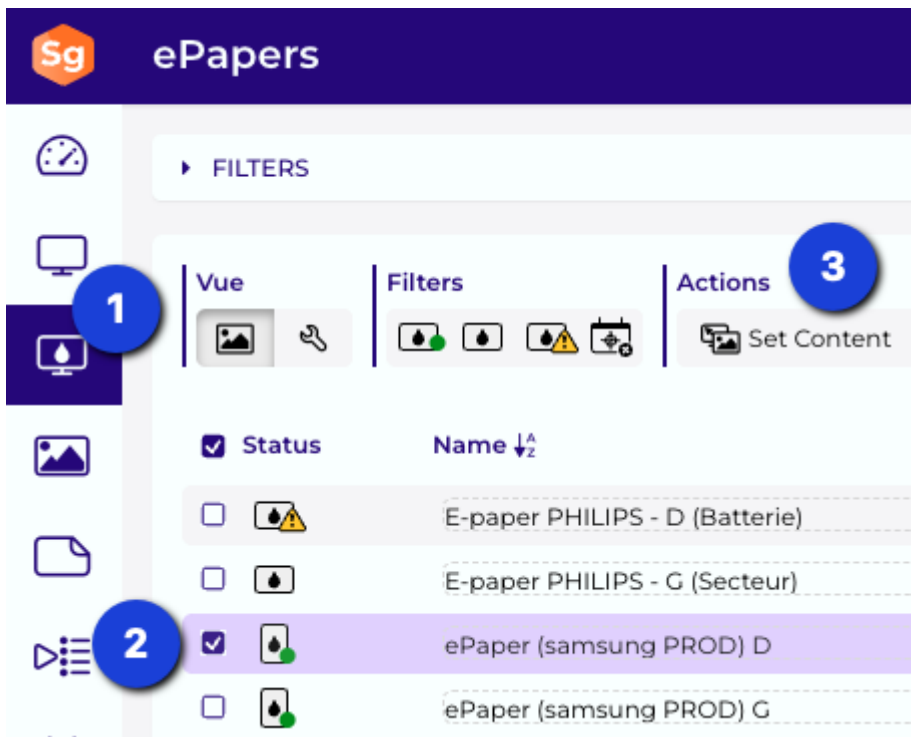 Sg ePapers
FILTERS
1
Vue Filters Actions 3
Set Content
Status Name A Z
E-paper PHILIPS - D (Batterie)
E-paper PHILIPS - G (Secteur)
2 ePaper (samsung PROD) D
ePaper (samsung PROD) G